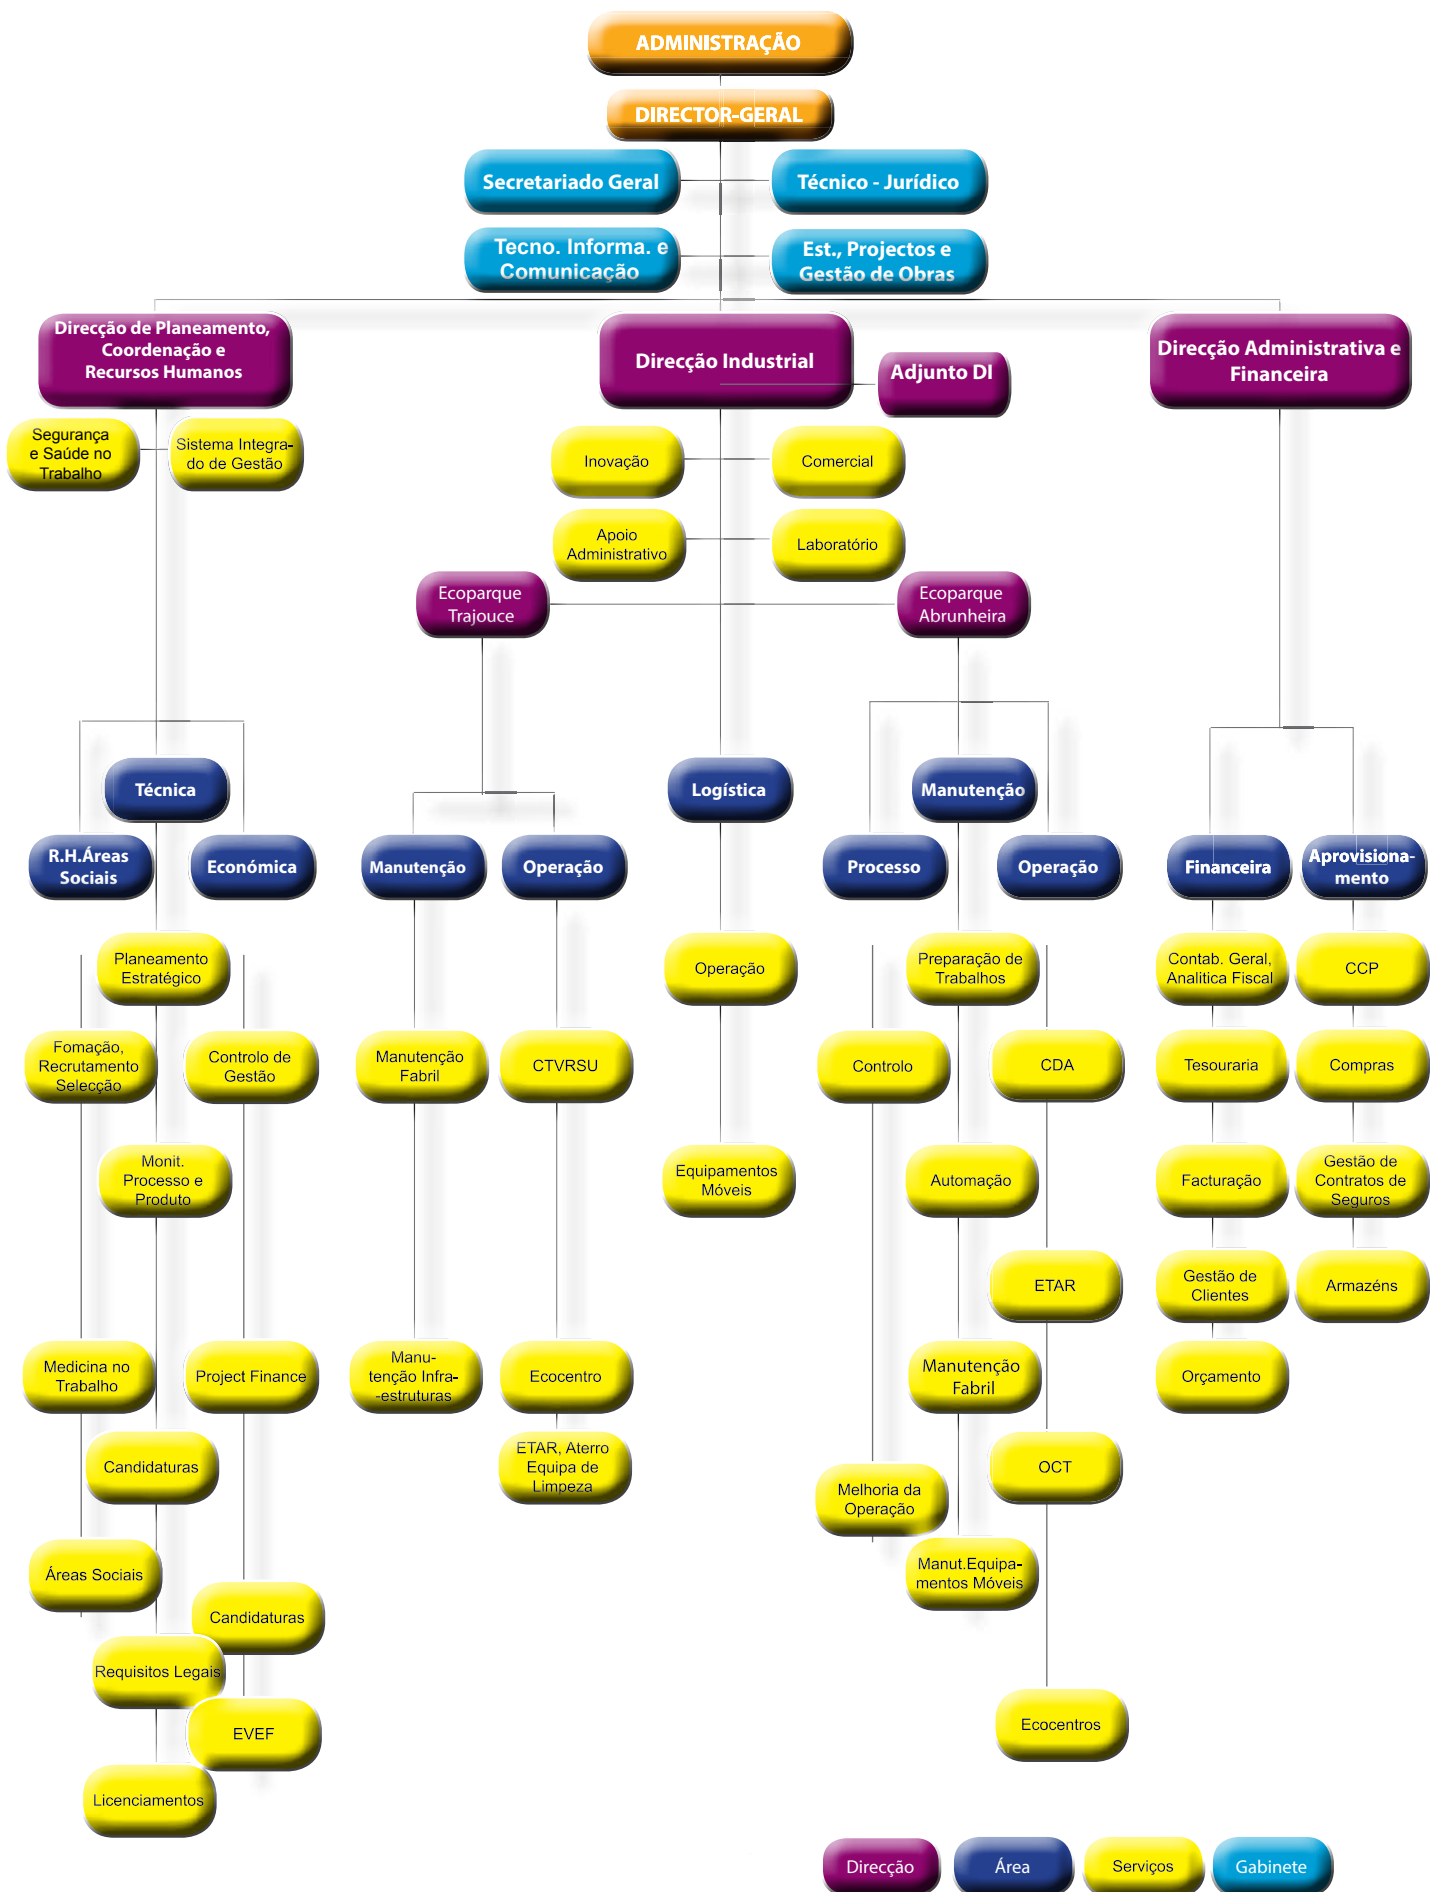 ADMINISTRAÇÃO
DIRECTOR-GERAL
Secretariado Geral
Técnico - Jurídico
Tecno. Informa. e
Comunicação
Est., Projectos e
Gestão de Obras
Direcção de Planeamento,
Coordenação e
Recursos Humanos
Direcção Industrial
Adjunto DI
Direcção Administrativa e
Financeira
Segurança
e Saúde no
Trabalho
Sistema Integra-
do de Gestão
Inovação
Comercial
Apoio
Administrativo
Laboratório
Ecoparque
Trajouce
Ecoparque
Abrunheira
Técnica
Logística
Manutenção
R.H.Áreas
Sociais
Económica
Manutenção
Operação
Processo
Operação
Financeira
Aprovisiona-
mento
Planeamento
Estratégico
Operação
Preparação de
Trabalhos
Contab. Geral,
Analitica Fiscal
CCP
Fomação,
Recrutamento
Selecção
Controlo de
Gestão
Manutenção
Fabril
CTVRSU
Controlo
CDA
Tesouraria
Compras
Monit.
Processo e
Produto
Equipamentos
Móveis
Automação
Facturação
Gestão de
Contratos de
Seguros
ETAR
Gestão de
Clientes
Armazéns
Medicina no
Trabalho
Project Finance
Manu-
tenção Infra-
-estruturas
Ecocentro
Manutenção
Fabril
Orçamento
Candidaturas
ETAR, Aterro
Equipa de
Limpeza
OCT
Melhoria da
Operação
Áreas Sociais
Manut.Equipa-
mentos Móveis
Candidaturas
Requisitos Legais
EVEF
Ecocentros
Licenciamentos
Direcção
Área
Serviços
Gabinete